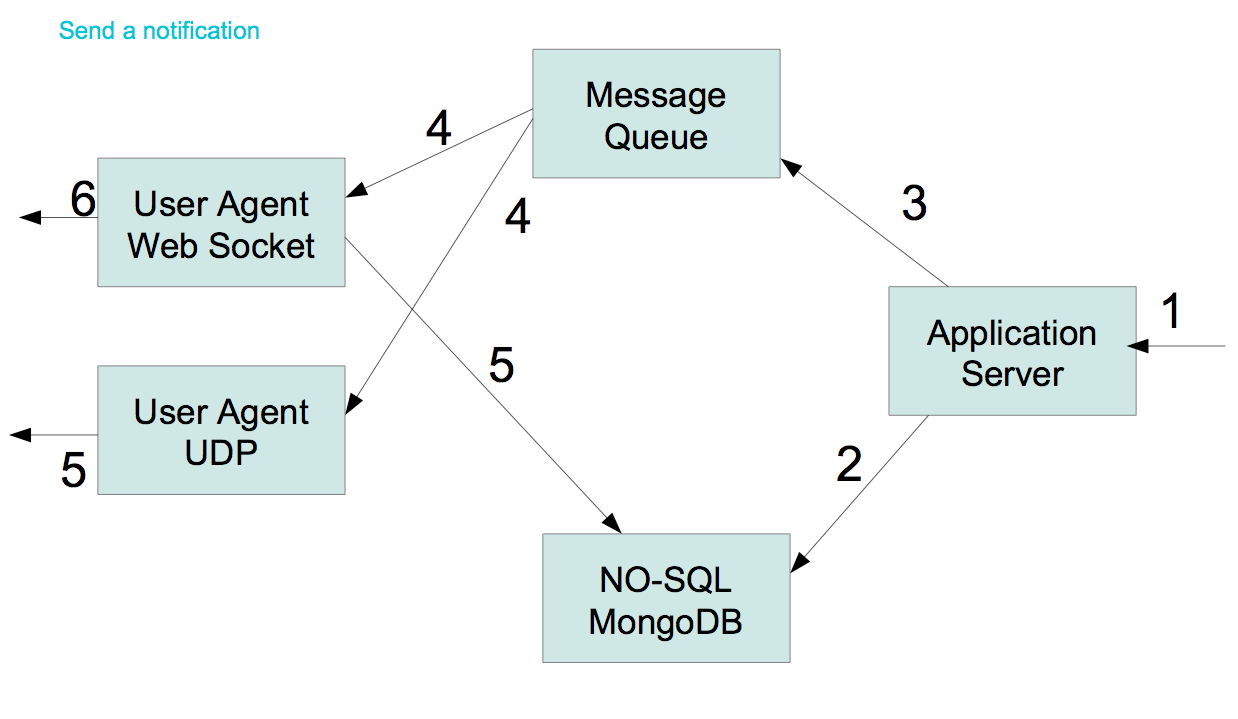 Send a notification
Message
Queue
4
6
User Agent
Web Socket
4
3
1
Application
Server
5
User Agent
UDP
5
2
NO-SQL
MongoDB